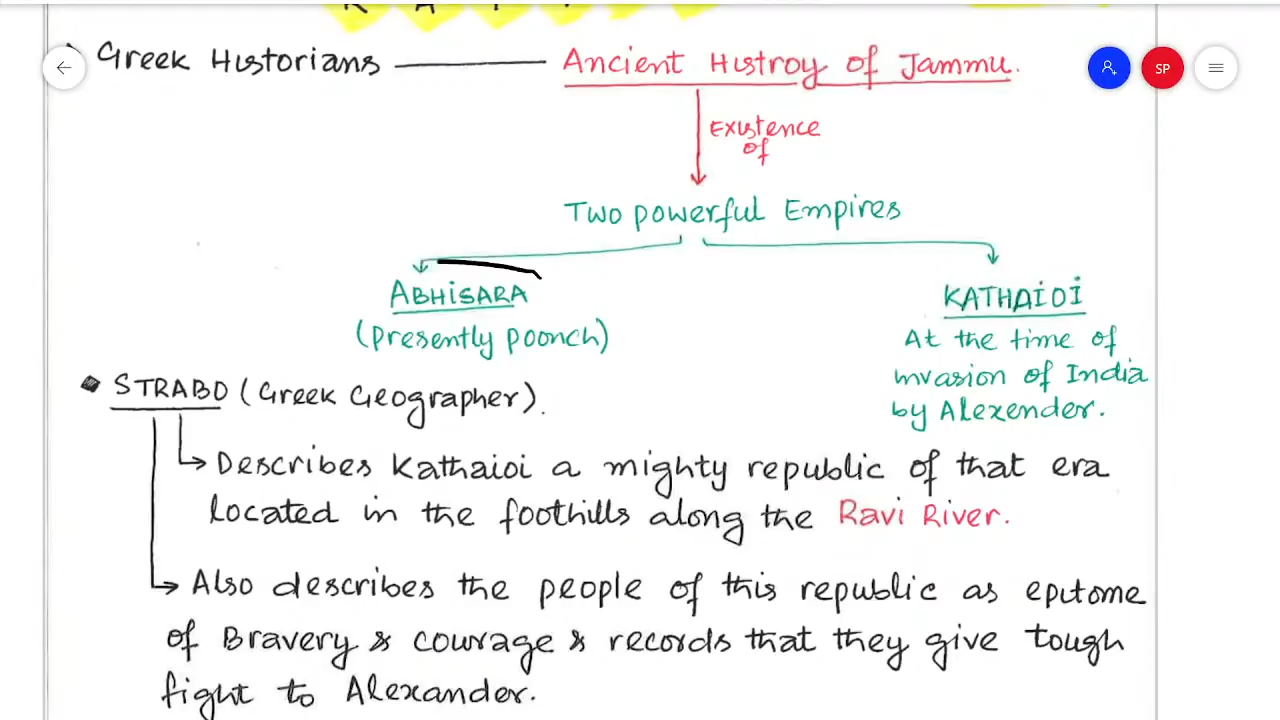 Greek Historians — Ancient Histroy of Jammu.
Existence
of
Two powerful Empires
ABHISARA
(Presently poonch)
KATHAIOI
At the time of
invasion of India
by Alexender.
STRABO (Greek Geographer).
Describes Kathaioi a mighty republic of that era
located in the foothills along the Ravi River.
Also describes the people of this republic as epitome
of Bravery & courage & records that they give tough
fight to Alexander.
SP